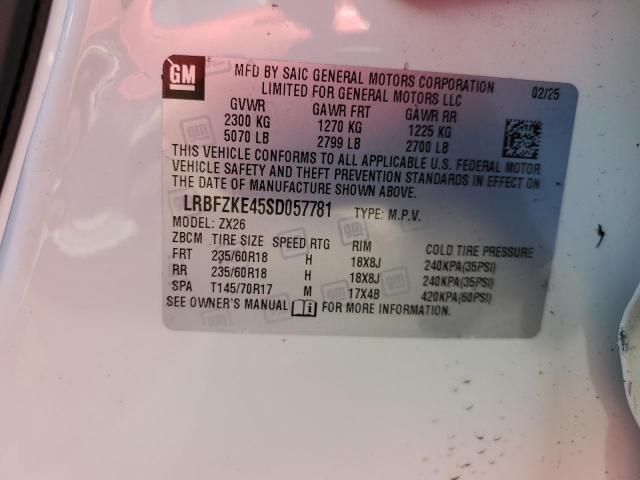 GM
MFD BY SAIC GENERAL MOTORS CORPORATION 02/25
LIMITED FOR GENERAL MOTORS LLC
GVWR GAWR FRT GAWR RR
2300 KG 1270 KG 1225 KG
5070 LB 2799 LB 2700 LB
THIS VEHICLE CONFORMS TO ALL APPLICABLE U.S. FEDERAL MOTOR
VEHICLE SAFETY AND THEFT PREVENTION STANDARDS IN EFFECT ON
THE DATE OF MANUFACTURE SHOWN ABOVE.
LRBFZKE45SD057781 TYPE: M.P.V.
MODEL: ZX26
ZBCM TIRE SIZE SPEED RTG RIM COLD TIRE PRESSURE
FRT 235/60R18 H 18X8J 240KPA(35PSI)
RR 235/60R18 H 18X8J 240KPA(35PSI)
SPA T145/70R17 M 17X4B 420KPA(60PSI)
SEE OWNER'S MANUAL i FOR MORE INFORMATION.